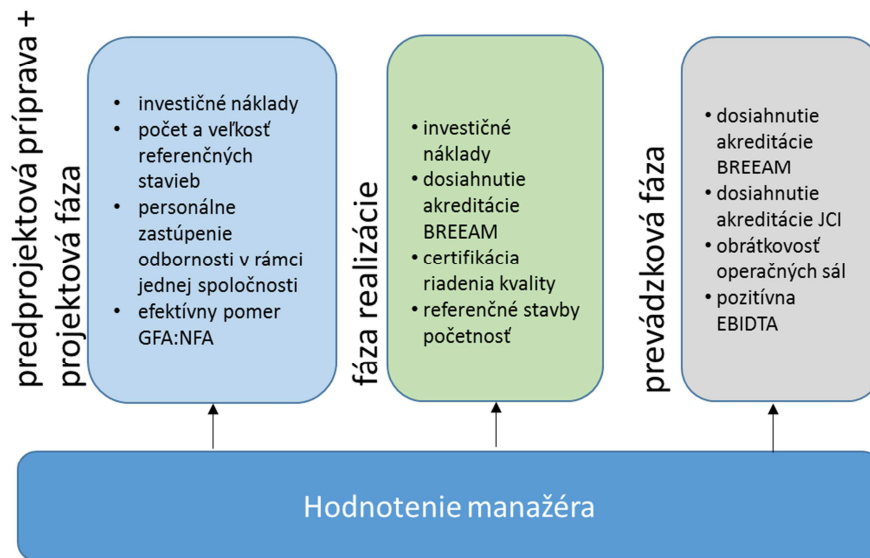 predprojektová príprava +
projektová fáza
• investičné náklady
• počet a veľkosť
referenčných
stavieb
• personálne
zastúpenie
odbornosti v rámci
jednej spoločnosti
• efektívny pomer
GFA:NFA
fáza realizácie
• investičné
náklady
• dosiahnutie
akreditácie
BREEAM
• certifikácia
riadenia kvality
• referenčné stavby
početnosť
prevádzková fáza
• dosiahnutie
akreditácie
BREEAM
• dosiahnutie
akreditácie JCI
• obrátkovosť
operačných sál
• pozitívna
EBIDTA
Hodnotenie manažéra